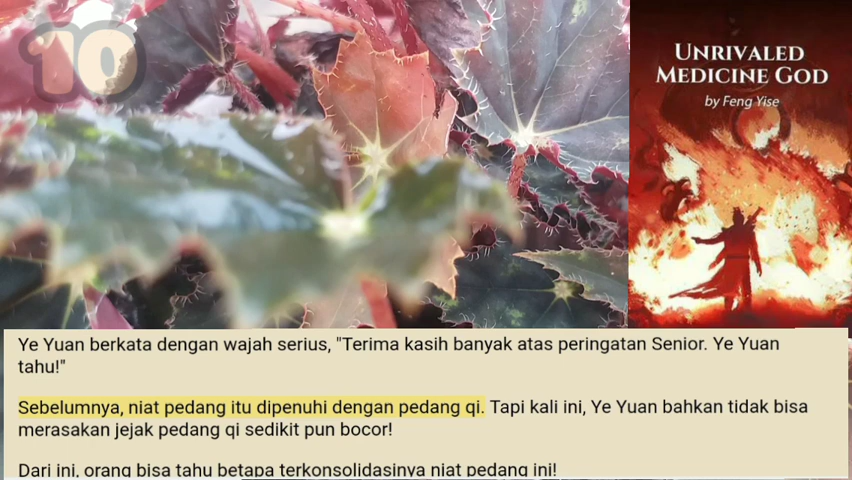 10
UNRIVALED
MEDICINE GOD
by Feng Yise
Ye Yuan berkata dengan wajah serius, "Terima kasih banyak atas peringatan Senior. Ye Yuan
tahu!"
Sebelumnya, niat pedang itu dipenuhi dengan pedang qi. Tapi kali ini, Ye Yuan bahkan tidak bisa
merasakan jejak pedang qi sedikit pun bocor!
Dari ini, orang bisa tahu betapa terkonsolidasinya niat pedang ini!